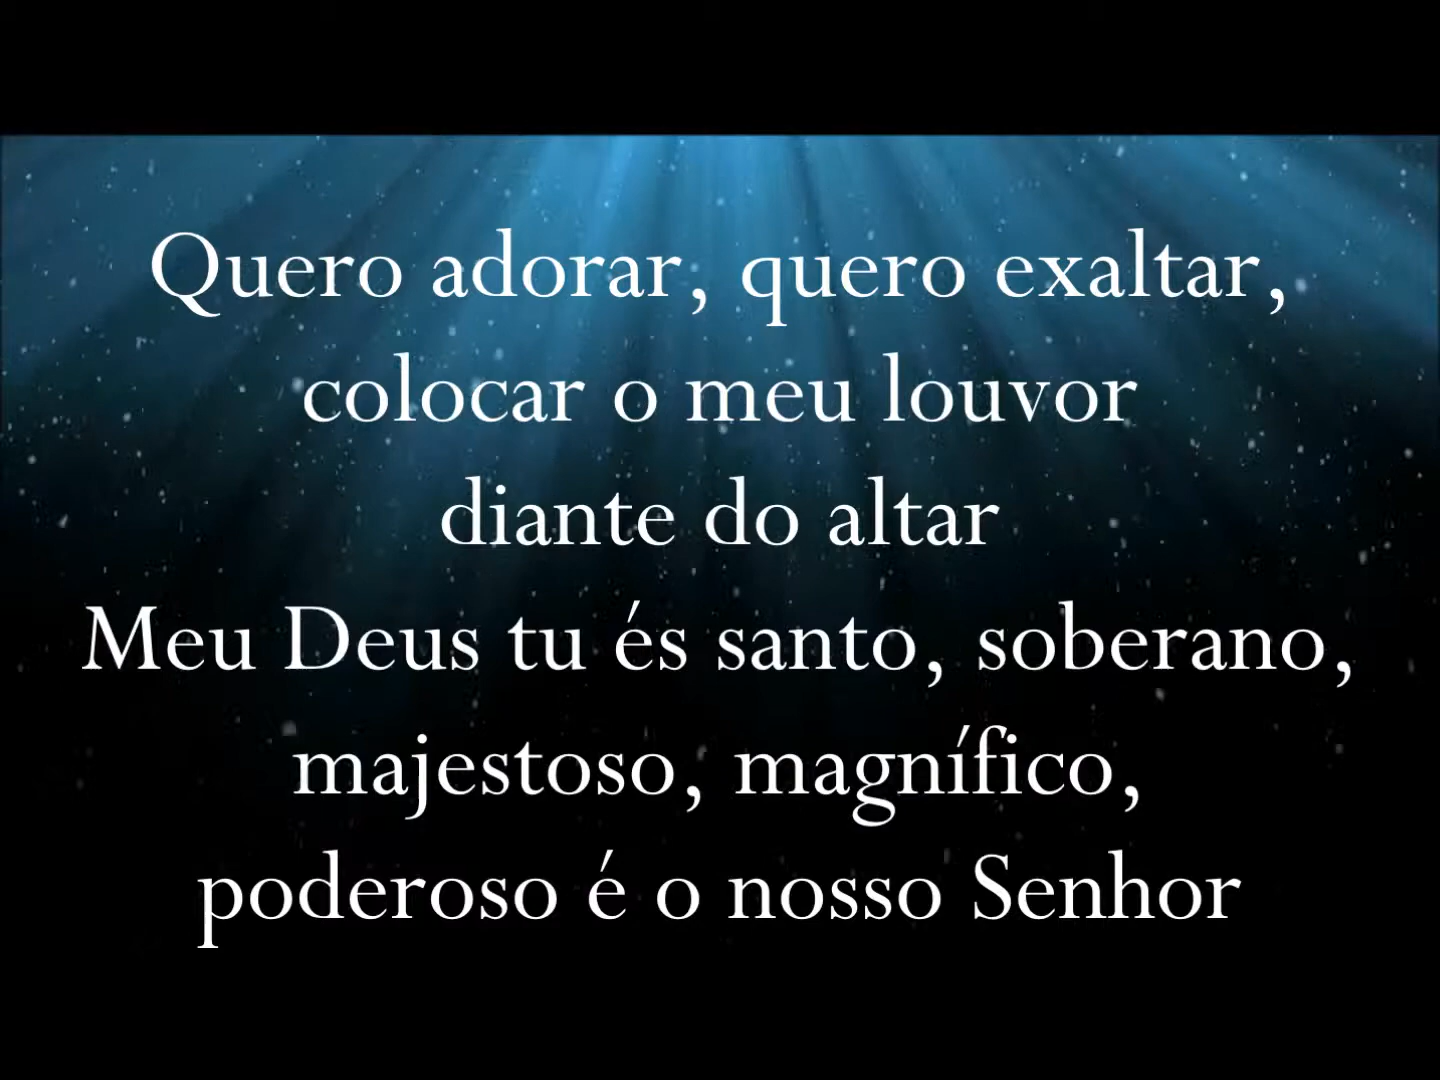 Quero adorar, quero exaltar,
colocar o meu louvor
diante do altar
Meu Deus tu és santo, soberano,
majestoso, magnífico,
poderoso é o nosso Senhor